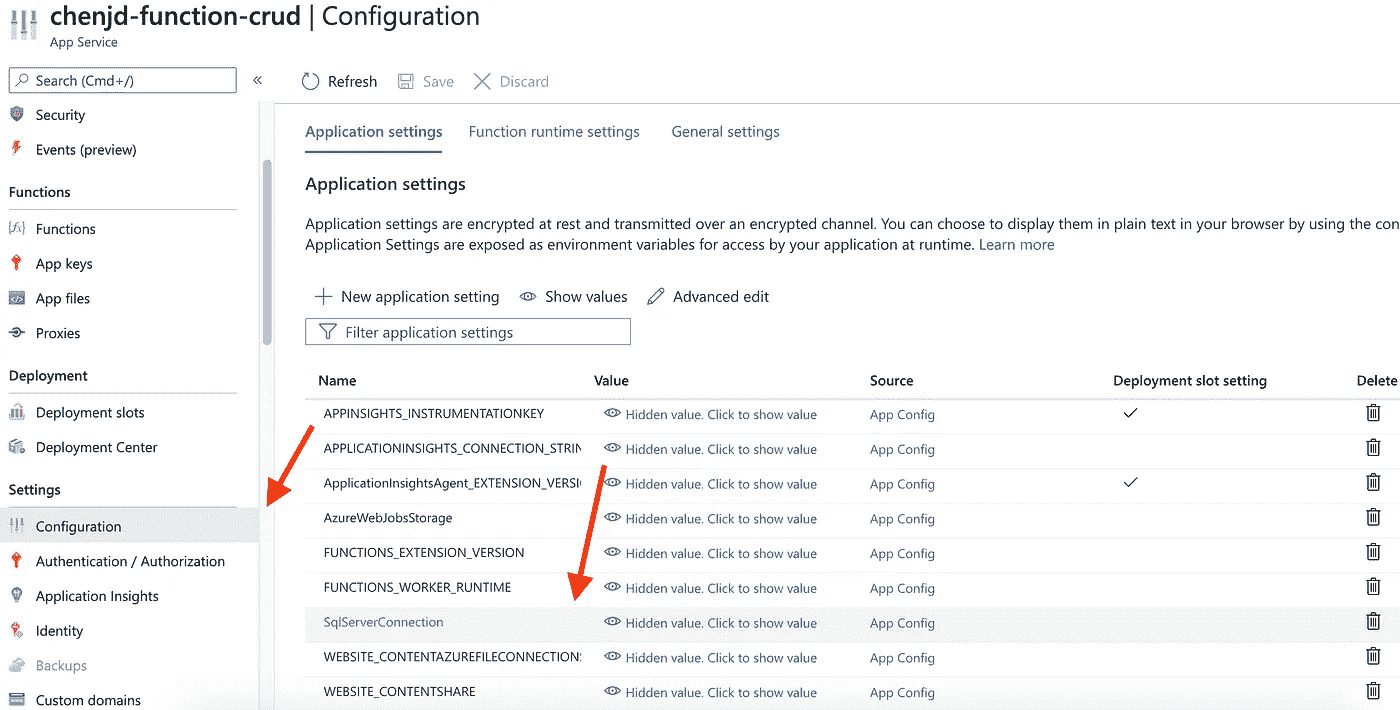 chenjd-function-crud | Configuration
App Service
Search (Cmd+/)
«
Security
Events (preview)
Functions
Functions
App keys
App files
Proxies
Deployment
Deployment slots
Deployment Center
Settings
Configuration
Authentication / Authorization
Application Insights
Identity
Backups
Custom domains
Refresh Save Discard
Application settings Function runtime settings General settings
Application settings
Application settings are encrypted at rest and transmitted over an encrypted channel. You can choose to display them in plain text in your browser by using the con
Application Settings are exposed as environment variables for access by your application at runtime. Learn more
New application setting Show values Advanced edit
Filter application settings
Name Value Source Deployment slot setting Delete
APPINSIGHTS_INSTRUMENTATIONKEY Hidden value. Click to show value App Config
APPLICATIONINSIGHTS_CONNECTION_STRIN Hidden value. Click to show value App Config
ApplicationInsightsAgent_EXTENSION_VERSI Hidden value. Click to show value App Config
AzureWebJobsStorage Hidden value. Click to show value App Config
FUNCTIONS_EXTENSION_VERSION Hidden value. Click to show value App Config
FUNCTIONS_WORKER_RUNTIME Hidden value. Click to show value App Config
SqlServerConnection Hidden value. Click to show value App Config
WEBSITE_CONTENTAZUREFILECONNECTIONS Hidden value. Click to show value App Config
WEBSITE_CONTENTSHARE Hidden value. Click to show value App Config